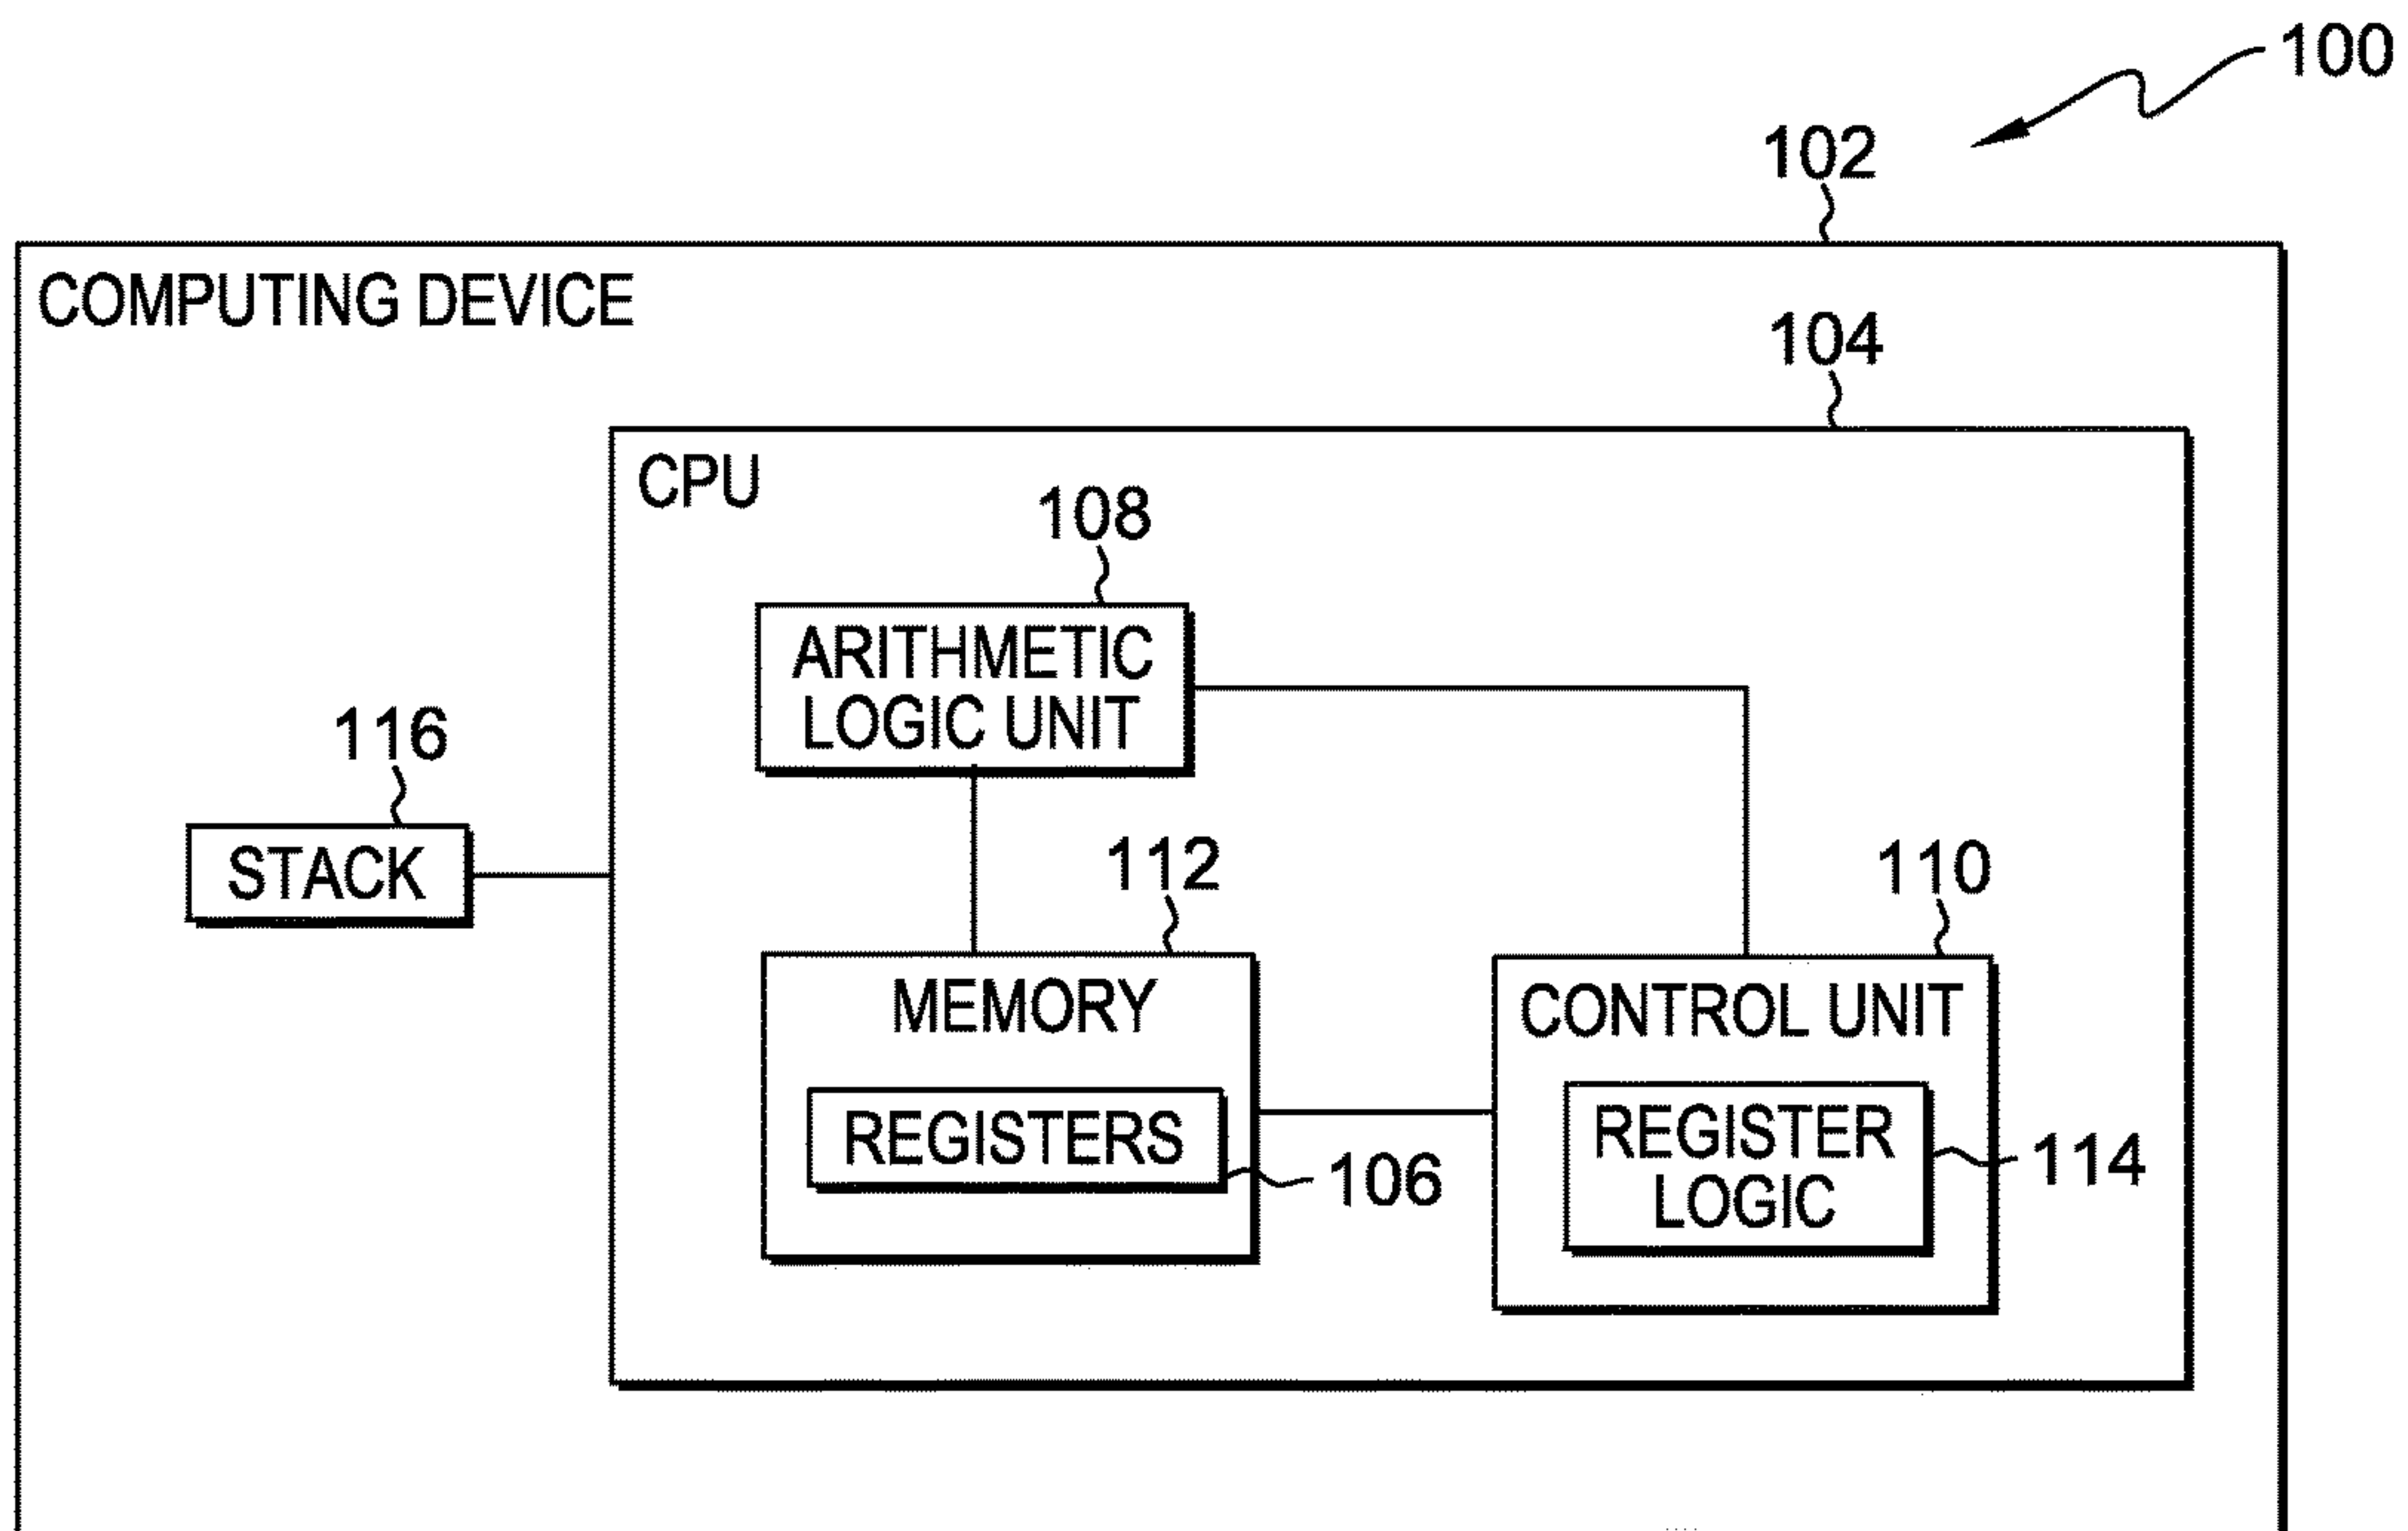 100
102
COMPUTING DEVICE
104
CPU
108
ARITHMETIC
LOGIC UNIT
116
STACK
112
110
MEMORY
CONTROL UNIT
REGISTERS
106
REGISTER
LOGIC
114